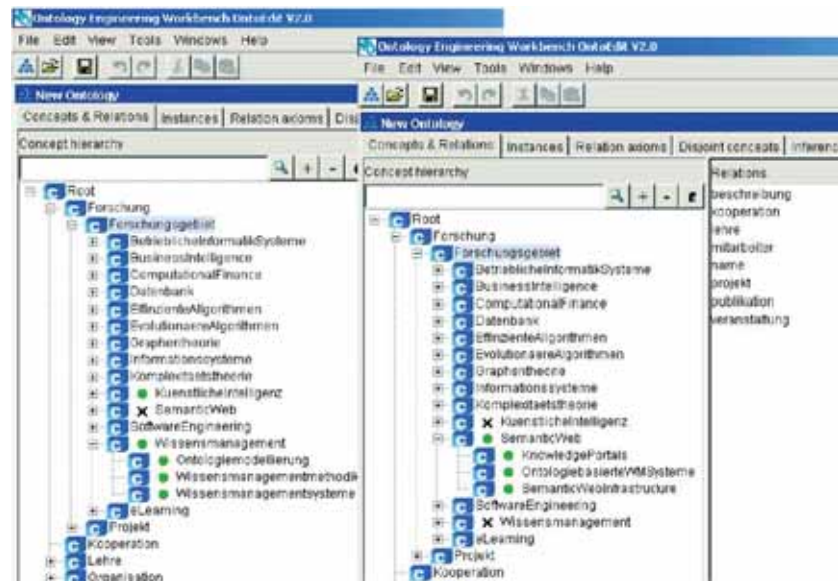 Ontology Engineering Workbench OntoEdit V2.0
File Edit View Tools Windows Help
New Ontology
Concepts & Relations Instances Relation axioms
Concept hierarchy
+ -
Root
Forschung
Forschungsgebiet
BetrieblicheInformatikSysteme
BusinessIntelligence
ComputationalFinance
Datenbank
EffizienteAlgorithmen
EvolutionaereAlgorithmen
Graphentheorie
Informationssysteme
Komplextaetstheorie
KuenstlicheIntelligenz
SemanticWeb
SoftwareEngineering
Wissensmanagement
Ontologiemodellierung
Wissensmanagementmethodik
Wissensmanagementsysteme
eLearning
Projekt
Kooperation
Lehre
Organisation
Ontology Engineering Workbench OntoEdit V2.0
File Edit View Tools Windows Help
New Ontology
Concepts & Relations Instances Relation axioms Disjoint concepts Inferenc
Concept hierarchy
+ -
Root
Forschung
Forschungsgebiet
BetrieblicheInformatikSysteme
BusinessIntelligence
ComputationalFinance
Datenbank
EffizienteAlgorithmen
EvolutionaereAlgorithmen
Graphentheorie
Informationssysteme
Komplextaetstheorie
KuenstlicheIntelligenz
SemanticWeb
KnowledgePortals
OntologiebasierteWMSysteme
SemanticWebInfrastructure
SoftwareEngineering
Wissensmanagement
eLearning
Projekt
Kooperation
Relations
beschreibung
kooperation
lehre
mitarbeiter
name
projekt
publikation
veranstaltung